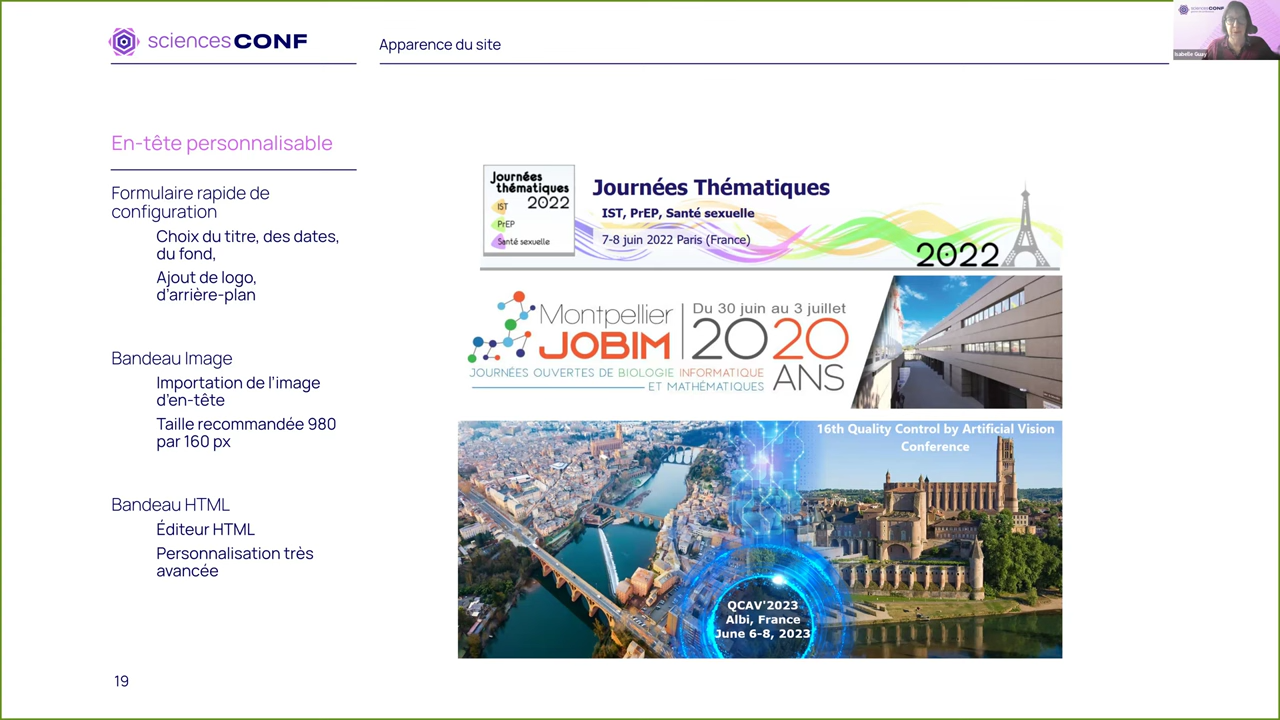 sciencesCONF
Apparence du site
Isabelle Guay
En-tête personnalisable
Formulaire rapide de
configuration
Choix du titre, des dates,
du fond,
Ajout de logo,
d'arrière-plan
Bandeau Image
Importation de l'image
d'en-tête
Taille recommandée 980
par 160 px
Bandeau HTML
Éditeur HTML
Personnalisation très
avancée
19
Journées
thématiques
2022
IST
PrEP
Santé sexuelle
Journées Thématiques
IST, PrEP, Santé sexuelle
7-8 juin 2022 Paris (France)
2022
Montpellier
JOBIM
Du 30 juin au 3 juillet
2020
JOURNÉES OUVERTES DE BIOLOGIE INFORMATIQUE
ET MATHÉMATIQUES
ANS
16th Quality Control by Artificial Vision
Conference
QCAV'2023
Albi, France
June 6-8, 2023